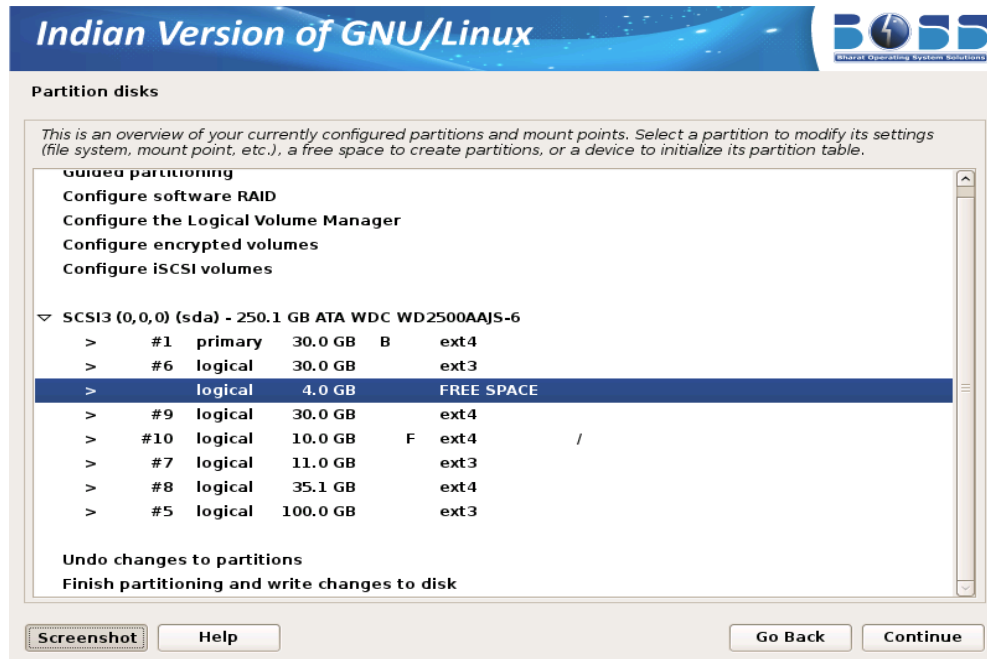 Indian Version of GNU/Linux
BOSS
Bharat Operating System Solutions
Partition disks
This is an overview of your currently configured partitions and mount points. Select a partition to modify its settings
(file system, mount point, etc.), a free space to create partitions, or a device to initialize its partition table.
Guided partitioning
Configure software RAID
Configure the Logical Volume Manager
Configure encrypted volumes
Configure iSCSI volumes
SCSI3 (0,0,0) (sda) - 250.1 GB ATA WDC WD2500AAJS-6
> #1 primary 30.0 GB B ext4
> #6 logical 30.0 GB ext3
> logical 4.0 GB FREE SPACE
> #9 logical 30.0 GB ext4
> #10 logical 10.0 GB F ext4 /
> #7 logical 11.0 GB ext3
> #8 logical 35.1 GB ext4
> #5 logical 100.0 GB ext3
Undo changes to partitions
Finish partitioning and write changes to disk
Screenshot Help Go Back Continue